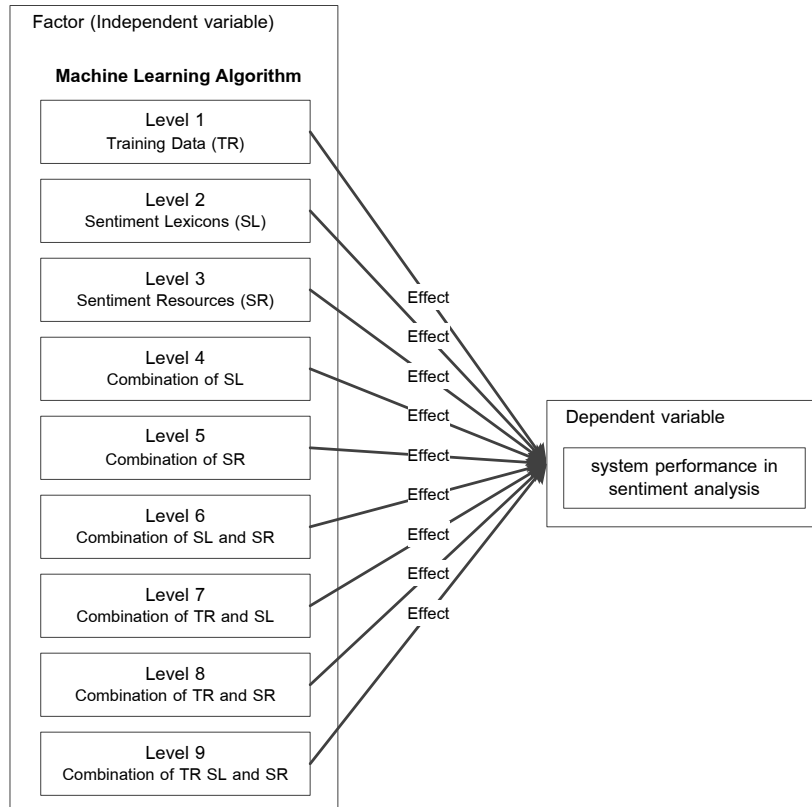 Factor (Independent variable)
Machine Learning Algorithm
Level 1
Training Data (TR)
Level 2
Sentiment Lexicons (SL)
Level 3
Sentiment Resources (SR)
Level 4
Combination of SL
Level 5
Combination of SR
Level 6
Combination of SL and SR
Level 7
Combination of TR and SL
Level 8
Combination of TR and SR
Level 9
Combination of TR SL and SR
Effect
Effect
Effect
Effect
Effect
Effect
Effect
Effect
Effect
Dependent variable
system performance in
sentiment analysis